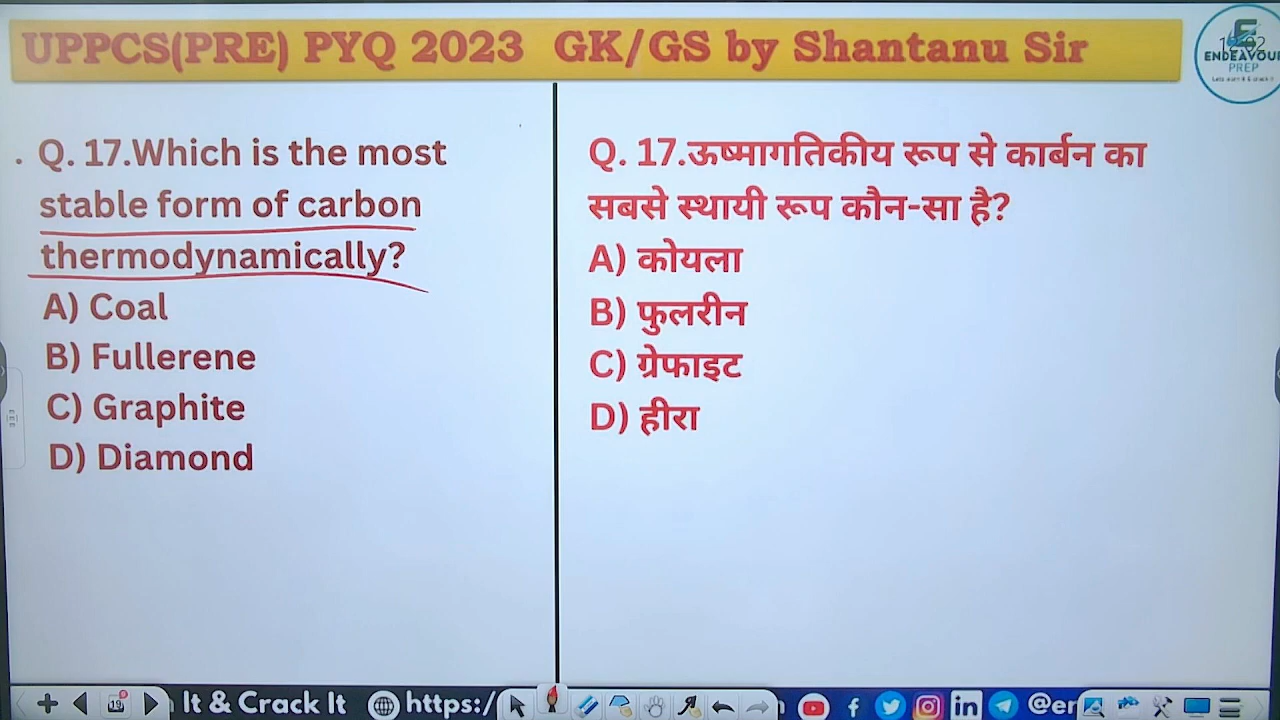 UPPCS(PRE) PYQ 2023 GK/GS by Shantanu Sir
ENDEAVOUR
PREP
Q. 17.Which is the most
stable form of carbon
thermodynamically?
A) Coal
B) Fullerene
C) Graphite
D) Diamond
Q. 17.ऊष्मागतिकीय रूप से कार्बन का
सबसे स्थायी रूप कौन-सा है?
A) कोयला
B) फुलरीन
C) ग्रेफाइट
D) हीरा
19
It & Crack It https:/ @er